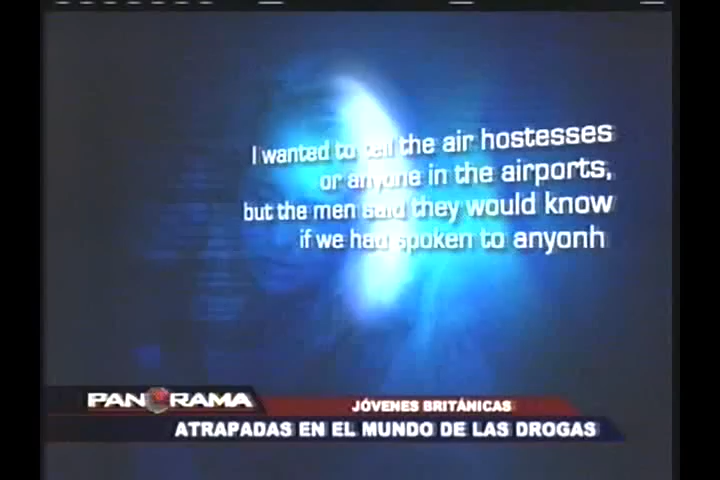 I wanted to tell the air hostesses
or anyone in the airports,
but the men said they would know
if we had spoken to anyonh
PANORAMA
JÓVENES BRITÁNICAS
ATRAPADAS EN EL MUNDO DE LAS DROGAS